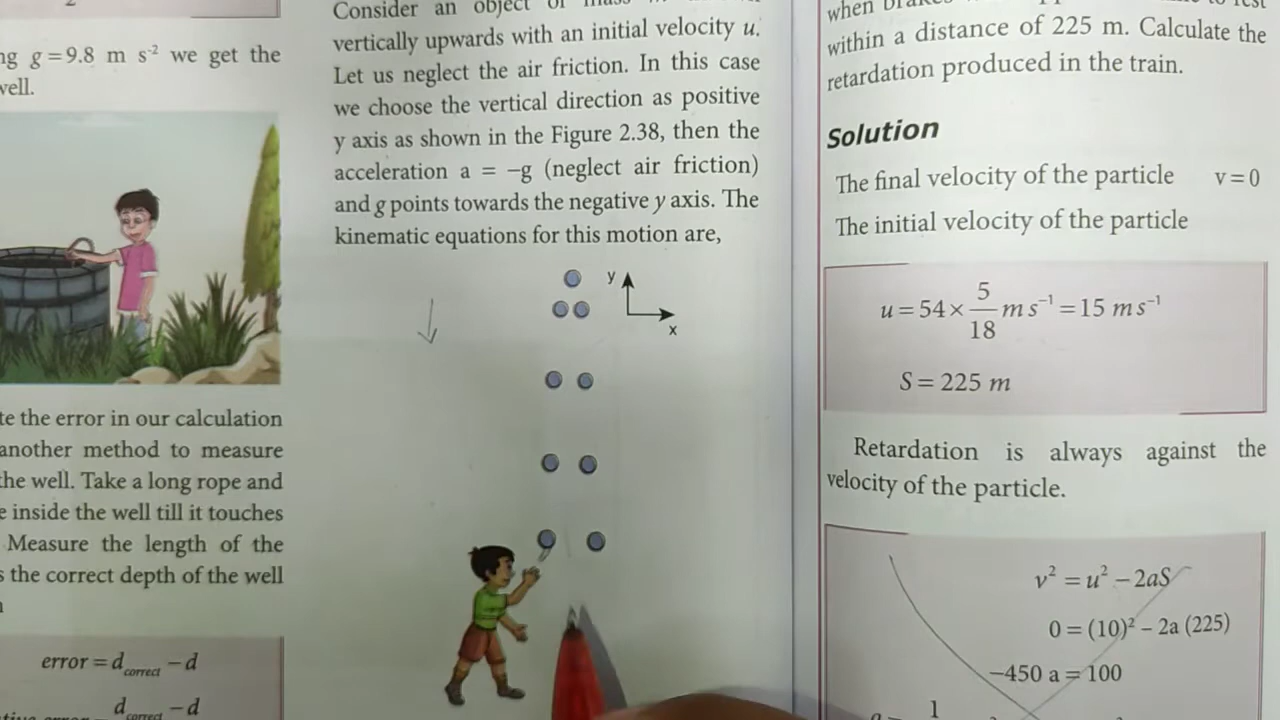 ng g=9.8 m s⁻² we get the
well.
te the error in our calculation
another method to measure
the well. Take a long rope and
e inside the well till it touches
Measure the length of the
s the correct depth of the well
error = d_correct − d
d_correct − d
Consider an object of mass
vertically upwards with an initial velocity u.
Let us neglect the air friction. In this case
we choose the vertical direction as positive
y axis as shown in the Figure 2.38, then the
acceleration a = −g (neglect air friction)
and g points towards the negative y axis. The
kinematic equations for this motion are,
y
x
when
within a distance of 225 m. Calculate the
retardation produced in the train.
Solution
The final velocity of the particle v=0
The initial velocity of the particle
u = 54 × 5/18 m s⁻¹ = 15 m s⁻¹
S = 225 m
Retardation is always against the
velocity of the particle.
v² = u² − 2aS
0 = (10)² − 2a (225)
−450 a = 100
1